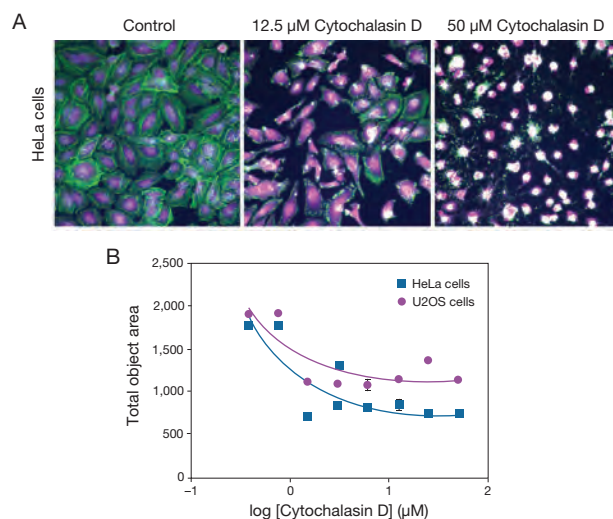 A
Control
12.5 µM Cytochalasin D
50 µM Cytochalasin D
HeLa cells
B
Total object area
2,500
2,000
1,500
1,000
500
0
HeLa cells
U2OS cells
−1
0
1
2
log [Cytochalasin D] (µM)